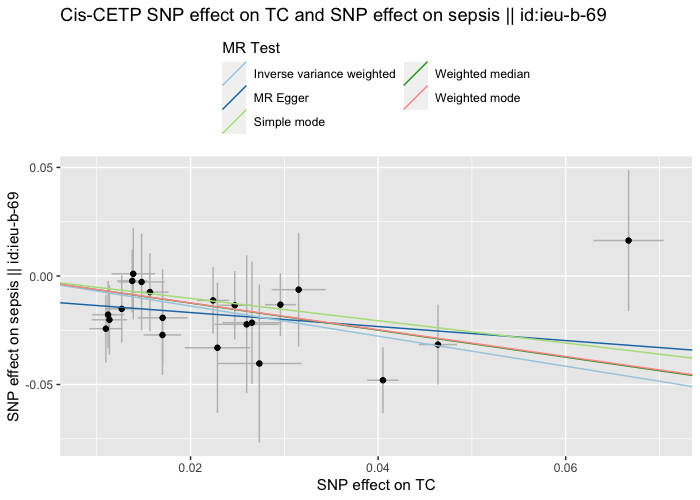 Cis-CETP SNP effect on TC and SNP effect on sepsis || id:ieu-b-69
MR Test
Inverse variance weighted
Weighted median
MR Egger
Weighted mode
Simple mode
0.05
0.00
-0.05
SNP effect on sepsis || id:ieu-b-69
0.02
0.04
0.06
SNP effect on TC